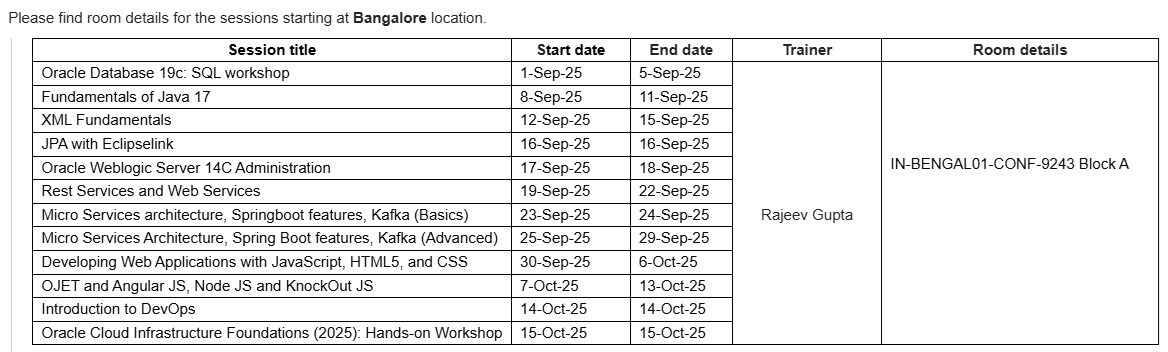 Please find room details for the sessions starting at Bangalore location.
Session title Start date End date Trainer Room details
Oracle Database 19c: SQL workshop 1-Sep-25 5-Sep-25
Fundamentals of Java 17 8-Sep-25 11-Sep-25
XML Fundamentals 12-Sep-25 15-Sep-25
JPA with Eclipselink 16-Sep-25 16-Sep-25
Oracle Weblogic Server 14C Administration 17-Sep-25 18-Sep-25 IN-BENGAL01-CONF-9243 Block A
Rest Services and Web Services 19-Sep-25 22-Sep-25
Micro Services architecture, Springboot features, Kafka (Basics) 23-Sep-25 24-Sep-25 Rajeev Gupta
Micro Services Architecture, Spring Boot features, Kafka (Advanced) 25-Sep-25 29-Sep-25
Developing Web Applications with JavaScript, HTML5, and CSS 30-Sep-25 6-Oct-25
OJET and Angular JS, Node JS and KnockOut JS 7-Oct-25 13-Oct-25
Introduction to DevOps 14-Oct-25 14-Oct-25
Oracle Cloud Infrastructure Foundations (2025): Hands-on Workshop 15-Oct-25 15-Oct-25